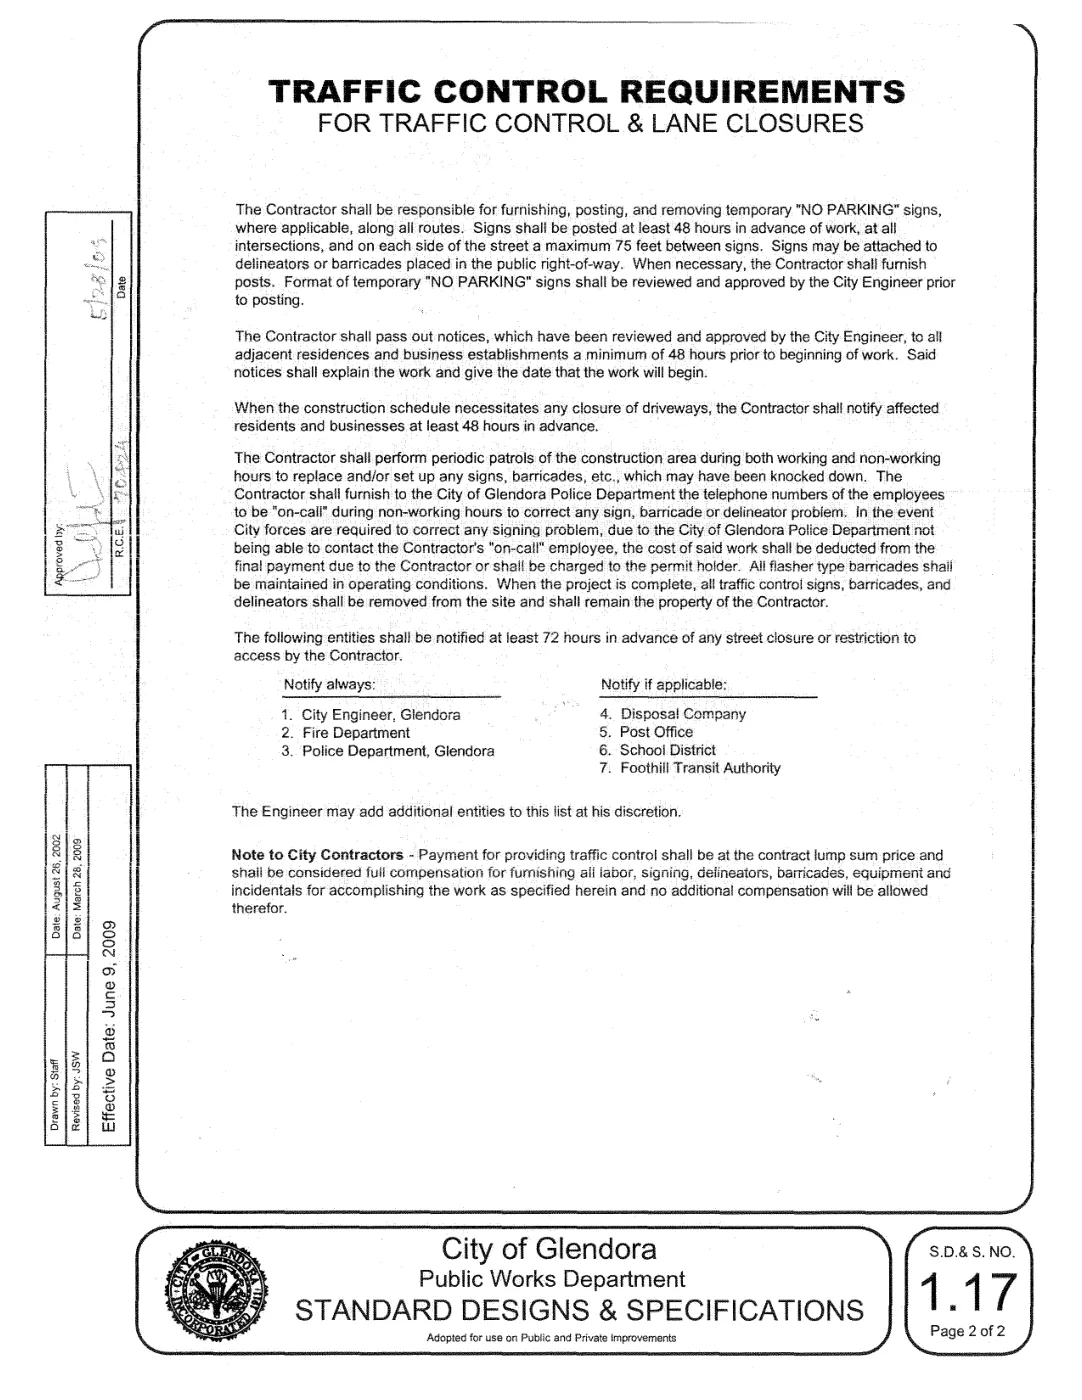 TRAFFIC CONTROL REQUIREMENTS
FOR TRAFFIC CONTROL & LANE CLOSURES
The Contractor shall be responsible for furnishing, posting, and removing temporary "NO PARKING" signs,
where applicable, along all routes. Signs shall be posted at least 48 hours in advance of work, at all
intersections, and on each side of the street a maximum 75 feet between signs. Signs may be attached to
delineators or barricades placed in the public right-of-way. When necessary, the Contractor shall furnish
posts. Format of temporary "NO PARKING" signs shall be reviewed and approved by the City Engineer prior
to posting.
The Contractor shall pass out notices, which have been reviewed and approved by the City Engineer, to all
adjacent residences and business establishments a minimum of 48 hours prior to beginning of work. Said
notices shall explain the work and give the date that the work will begin.
When the construction schedule necessitates any closure of driveways, the Contractor shall notify affected
residents and businesses at least 48 hours in advance.
The Contractor shall perform periodic patrols of the construction area during both working and non-working
hours to replace and/or set up any signs, barricades, etc., which may have been knocked down. The
Contractor shall furnish to the City of Glendora Police Department the telephone numbers of the employees
to be "on-call" during non-working hours to correct any sign, barricade or delineator problem. In the event
City forces are required to correct any signing problem, due to the City of Glendora Police Department not
being able to contact the Contractor's "on-call" employee, the cost of said work shall be deducted from the
final payment due to the Contractor or shall be charged to the permit holder. All flasher type barricades shall
be maintained in operating conditions. When the project is complete, all traffic control signs, barricades, and
delineators shall be removed from the site and shall remain the property of the Contractor.
The following entities shall be notified at least 72 hours in advance of any street closure or restriction to
access by the Contractor.
Notify always:
1. City Engineer, Glendora
2. Fire Department
3. Police Department, Glendora
Notify if applicable:
4. Disposal Company
5. Post Office
6. School District
7. Foothill Transit Authority
The Engineer may add additional entities to this list at his discretion.
Note to City Contractors - Payment for providing traffic control shall be at the contract lump sum price and
shall be considered full compensation for furnishing all labor, signing, delineators, barricades, equipment and
incidentals for accomplishing the work as specified herein and no additional compensation will be allowed
therefor.
Approved by:
R.C.E. 70424
5/28/09
Date
Drawn by: Staff
Date: August 26, 2002
Revised by: JSW
Date: March 28, 2009
Effective Date: June 9, 2009
CITY OF GLENDORA
INCORPORATED 1911
City of Glendora
Public Works Department
STANDARD DESIGNS & SPECIFICATIONS
Adopted for use on Public and Private Improvements
S.D.& S. NO.
1.17
Page 2 of 2